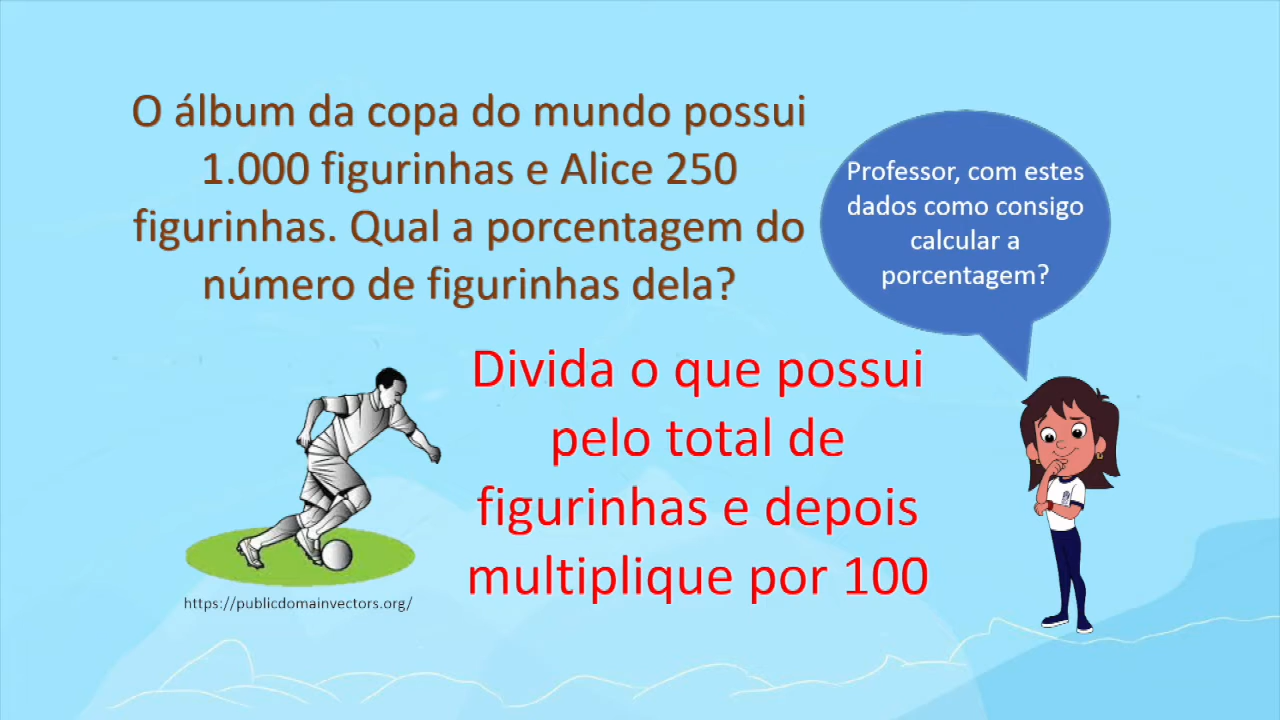 O álbum da copa do mundo possui
1.000 figurinhas e Alice 250
figurinhas. Qual a porcentagem do
número de figurinhas dela?
Professor, com estes
dados como consigo
calcular a
porcentagem?
Divida o que possui
pelo total de
figurinhas e depois
multiplique por 100
https://publicdomainvectors.org/